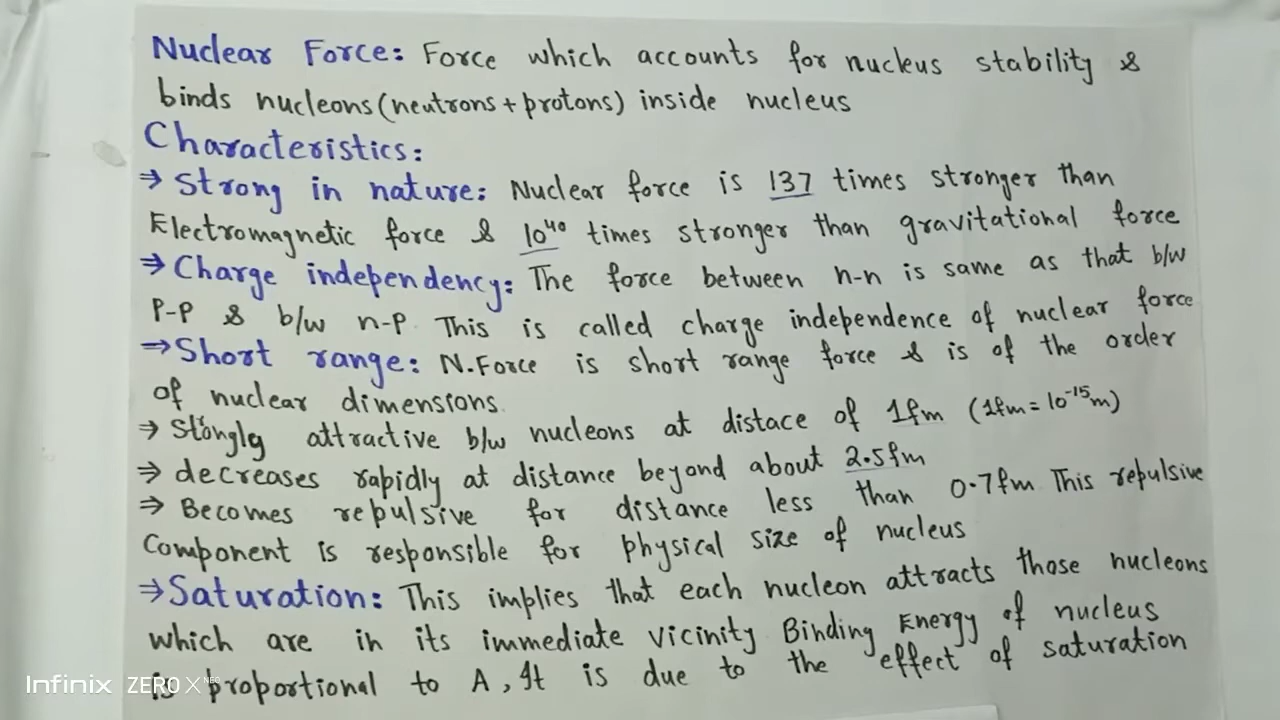 Nuclear Force: Force which accounts for nucleus stability &
binds nucleons (neutrons + protons) inside nucleus
Characteristics:
⇒ Strong in nature: Nuclear force is 137 times stronger than
Electromagnetic force & 10⁴⁰ times stronger than gravitational force
⇒ Charge independency: The force between n-n is same as that b/w
P-P & b/w n-P This is called charge independence of nuclear force
⇒ Short range: N.Force is short range force & is of the order
of nuclear dimensions.
⇒ Stongly attractive b/w nucleons at distace of 1fm (1fm = 10⁻¹⁵m)
⇒ decreases rapidly at distance beyond about 2.5fm
⇒ Becomes repulsive for distance less than 0.7fm This repulsive
Component is responsible for physical size of nucleus
⇒ Saturation: This implies that each nucleon attracts those nucleons
which are in its immediate vicinity Binding Energy of nucleus
is proportional to A, It is due to the effect of saturation
Infinix ZERO X NEO